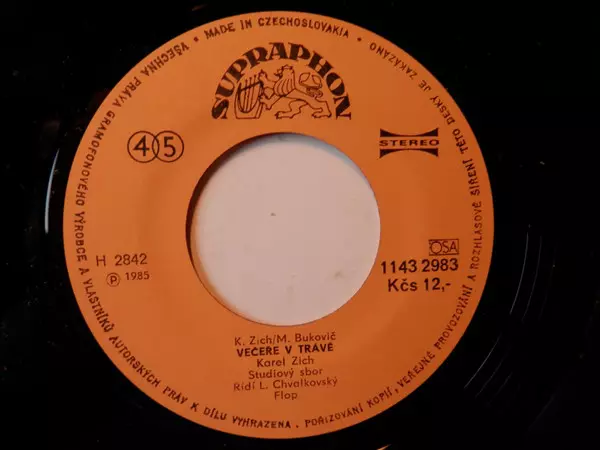 VŠECHNA PRÁVA GRAMOFONOVÉHO VÝROBCE A VLASTNÍKŮ AUTORSKÝCH PRÁV K DÍLU VYHRAZENA. POŘIZOVÁNÍ KOPIÍ, VEŘEJNÉ PROVOZOVÁNÍ A ROZHLASOVÉ ŠÍŘENÍ TÉTO DESKY JE ZAKÁZÁNO
• MADE IN CZECHOSLOVAKIA •
SUPRAPHON
45
STEREO
H 2842
℗ 1985
OSA
1143 2983
Kčs 12,-
K. Zich/M. Bukovič
VEČEŘE V TRÁVĚ
Karel Zich
Studiový sbor
Řídí L. Chvalkovský
Flop